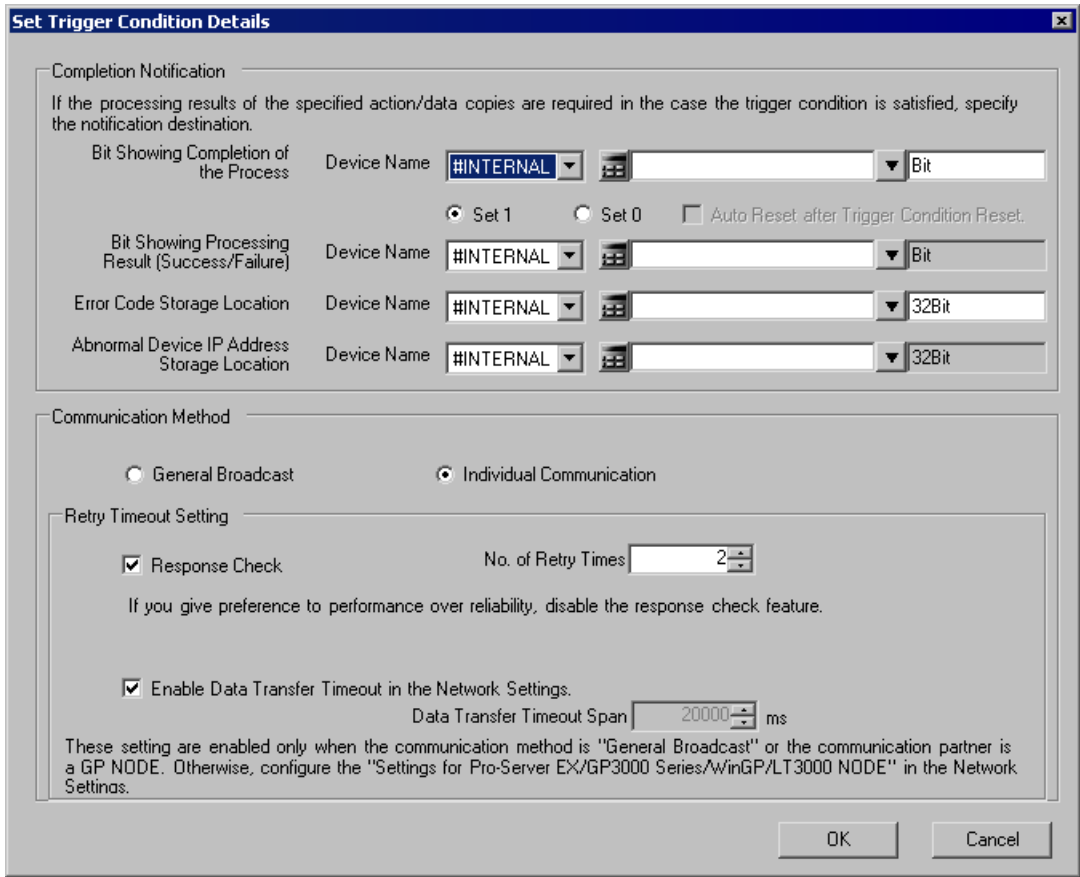 Set Trigger Condition Details
Completion Notification
If the processing results of the specified action/data copies are required in the case the trigger condition is satisfied, specify
the notification destination.
Bit Showing Completion of
the Process
Device Name
#INTERNAL
Bit
Set 1
Set 0
Auto Reset after Trigger Condition Reset.
Bit Showing Processing
Result (Success/Failure)
Device Name
#INTERNAL
Bit
Error Code Storage Location
Device Name
#INTERNAL
32Bit
Abnormal Device IP Address
Storage Location
Device Name
#INTERNAL
32Bit
Communication Method
General Broadcast
Individual Communication
Retry Timeout Setting
Response Check
No. of Retry Times
2
If you give preference to performance over reliability, disable the response check feature.
Enable Data Transfer Timeout in the Network Settings.
Data Transfer Timeout Span
20000
ms
These setting are enabled only when the communication method is "General Broadcast" or the communication partner is
a GP NODE. Otherwise, configure the "Settings for Pro-Server EX/GP3000 Series/WinGP/LT3000 NODE" in the Network
Settings.
OK
Cancel